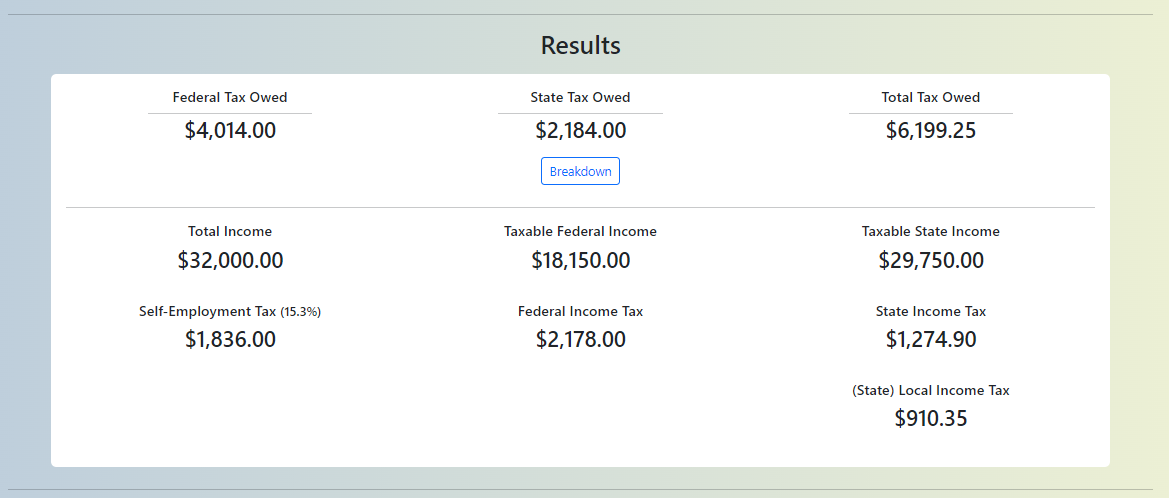 Results
Federal Tax Owed
$4,014.00
State Tax Owed
$2,184.00
Breakdown
Total Tax Owed
$6,199.25
Total Income
$32,000.00
Taxable Federal Income
$18,150.00
Taxable State Income
$29,750.00
Self-Employment Tax (15.3%)
$1,836.00
Federal Income Tax
$2,178.00
State Income Tax
$1,274.90
(State) Local Income Tax
$910.35